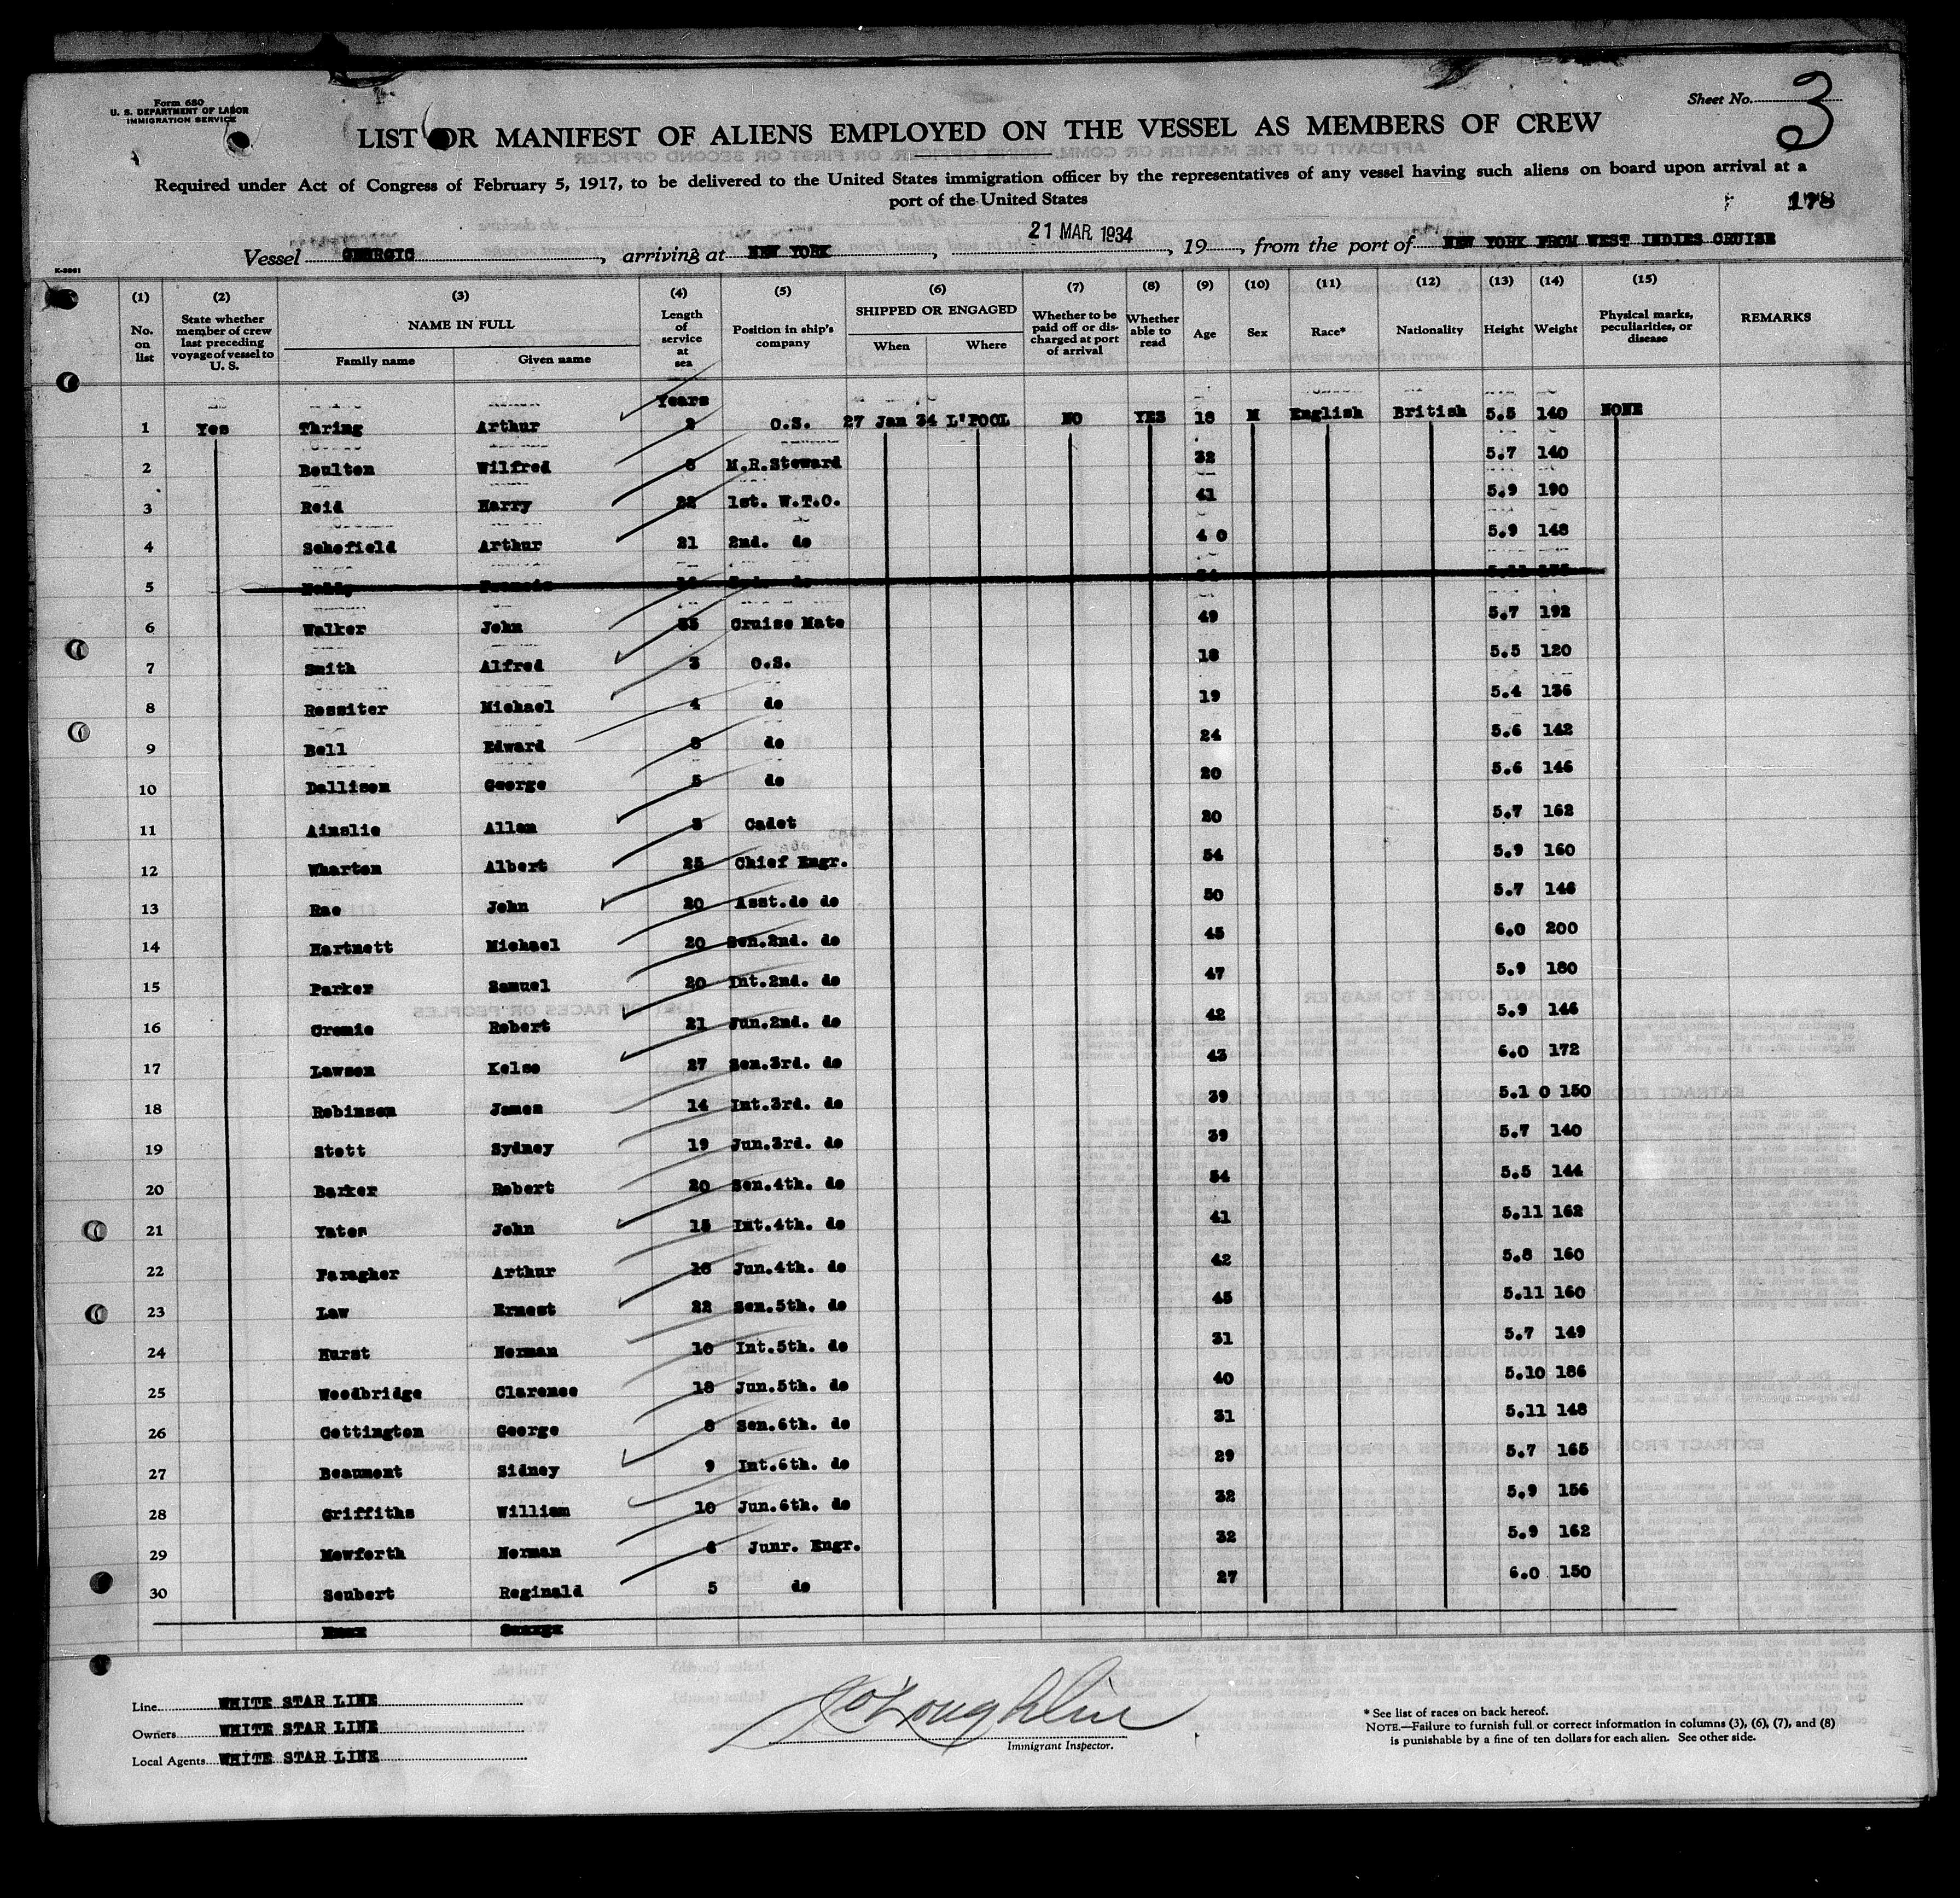 Form 680
U. S. DEPARTMENT OF LABOR
IMMIGRATION SERVICE
Sheet No. 3
LIST OR MANIFEST OF ALIENS EMPLOYED ON THE VESSEL AS MEMBERS OF CREW
Required under Act of Congress of February 5, 1917, to be delivered to the United States immigration officer by the representatives of any vessel having such aliens on board upon arrival at a
port of the United States
178
Vessel GEORGIC, arriving at NEW YORK, 21 MAR 1934, 19, from the port of NEW YORK FROM WEST INDIES CRUISE
(1) No. on list (2) State whether member of crew last preceding voyage of vessel to U. S. (3) NAME IN FULL Family name Given name (4) Length of service at sea (5) Position in ship's company (6) SHIPPED OR ENGAGED When Where (7) Whether to be paid off or discharged at port of arrival (8) Whether able to read (9) Age (10) Sex (11) Race* (12) Nationality (13) Height (14) Weight (15) Physical marks, peculiarities, or disease REMARKS
Years
1 Yes Thring Arthur 2 O.S. 27 Jan 34 L'POOL NO YES 18 M English British 5.5 140 NONE
2 Boulton Wilfred M.R.Steward 32 5.7 140
3 Reid Harry 22 1st. W.T.O. 41 5.9 190
4 Schofield Arthur 21 2nd. do 40 5.9 148
5
6 Walker John 35 Cruise Mate 49 5.7 192
7 Smith Alfred 3 O.S. 18 5.5 120
8 Rossiter Michael 4 do 19 5.4 136
9 Bell Edward 8 do 24 5.6 142
10 Dallison George 5 do 20 5.6 146
11 Ainslie Allan 3 Cadet 20 5.7 162
12 Wharton Albert 25 Chief Engr. 54 5.9 160
13 Rae John 20 Asst.do do 50 5.7 146
14 Hartnett Michael 20 Sen.2nd. do 45 6.0 200
15 Parker Samuel 20 Int.2nd. do 47 5.9 180
16 Cromie Robert 21 Jun.2nd. do 42 5.9 146
17 Lawson Kelso 27 Sen.3rd. do 43 6.0 172
18 Robinson James 14 Int.3rd. do 39 5.10 150
19 Stott Sydney 19 Jun.3rd. do 39 5.7 140
20 Barker Robert 20 Sen.4th. do 54 5.5 144
21 Yates John 15 Int.4th. do 41 5.11 162
22 Faragher Arthur 18 Jun.4th. do 42 5.8 160
23 Law Ernest 22 Sen.5th. do 45 5.11 160
24 Hurst Norman 10 Int.5th. do 31 5.7 149
25 Woodbridge Clarence 18 Jun.5th. do 40 5.10 186
26 Cottington George 8 Sen.6th. do 31 5.11 148
27 Beaumont Sidney 9 Int.6th. do 29 5.7 165
28 Griffiths William 10 Jun.6th. do 32 5.9 156
29 Mowforth Norman Junr. Engr. 32 5.9 162
30 Seubert Reginald 5 do 27 6.0 150
Line WHITE STAR LINE
Owners WHITE STAR LINE
Local Agents WHITE STAR LINE
O'Loughlin
Immigrant Inspector.
* See list of races on back hereof.
NOTE.—Failure to furnish full or correct information in columns (3), (6), (7), and (8)
is punishable by a fine of ten dollars for each alien. See other side.